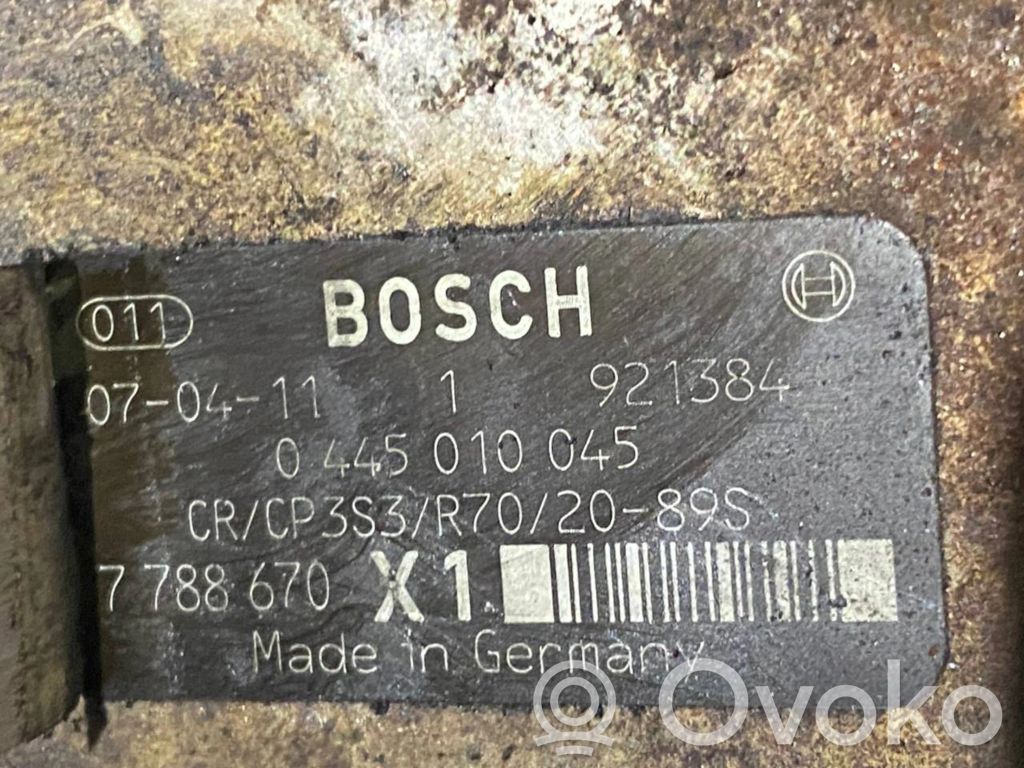 011 BOSCH
07-04-11 1 921384
0 445 010 045
CR/CP3S3/R70/20-89S
7 788 670 X1
Made in Germany
Ovoko